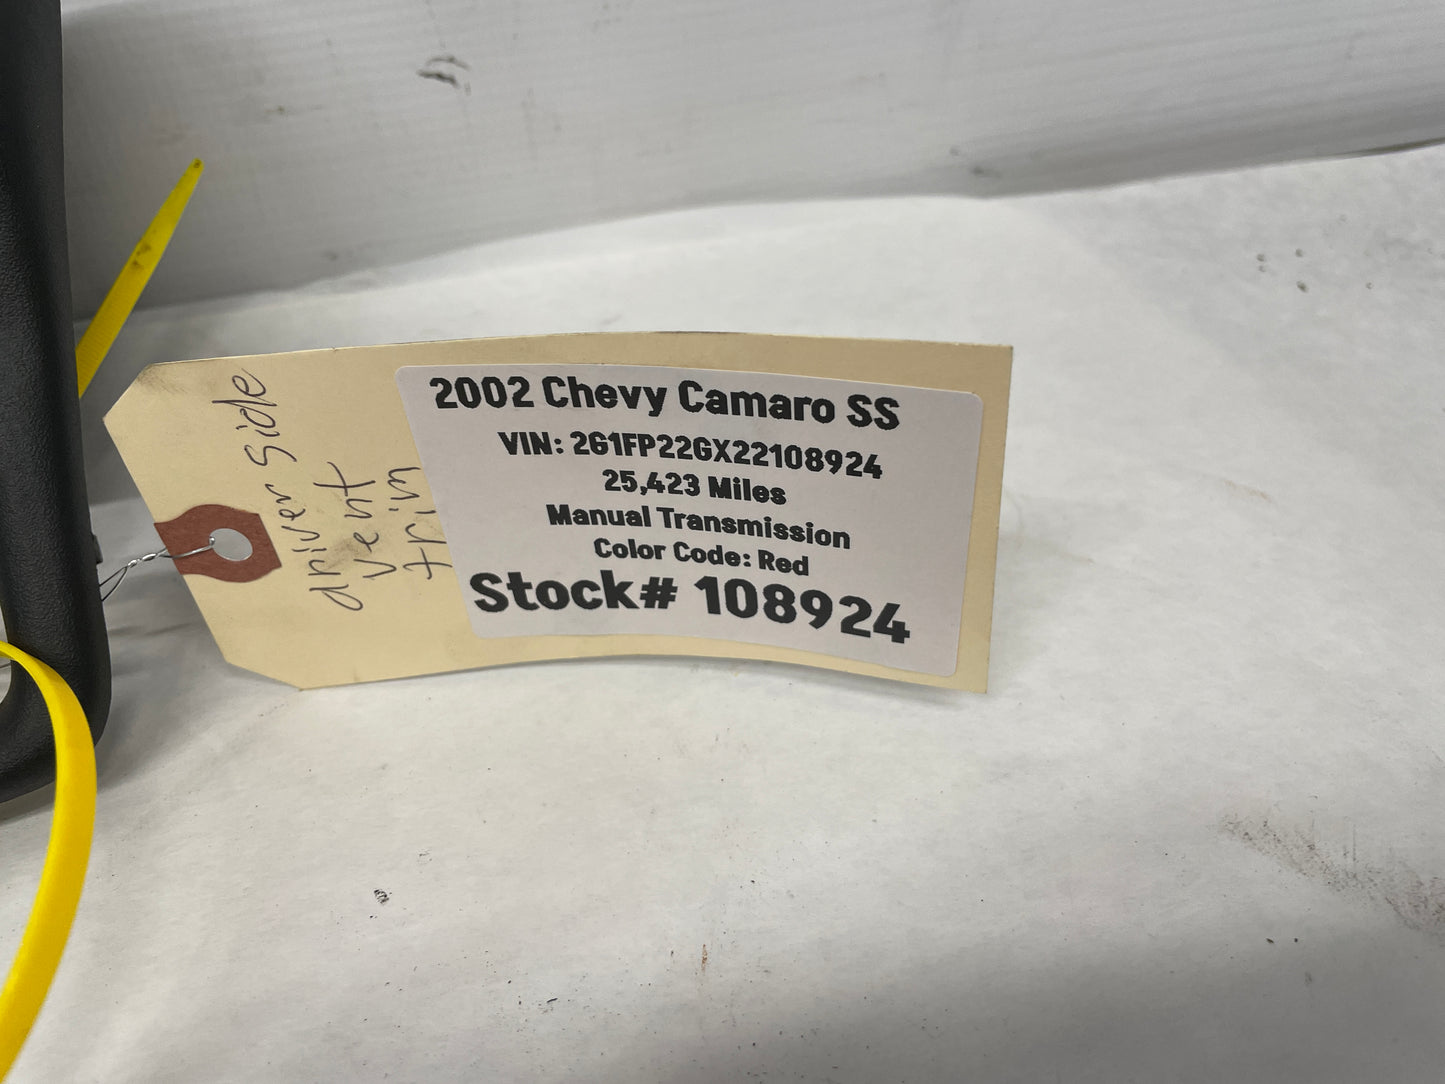 driver side
vent
trim
2002 Chevy Camaro SS
VIN: 2G1FP22GX22108924
25,423 Miles
Manual Transmission
Color Code: Red
Stock# 108924